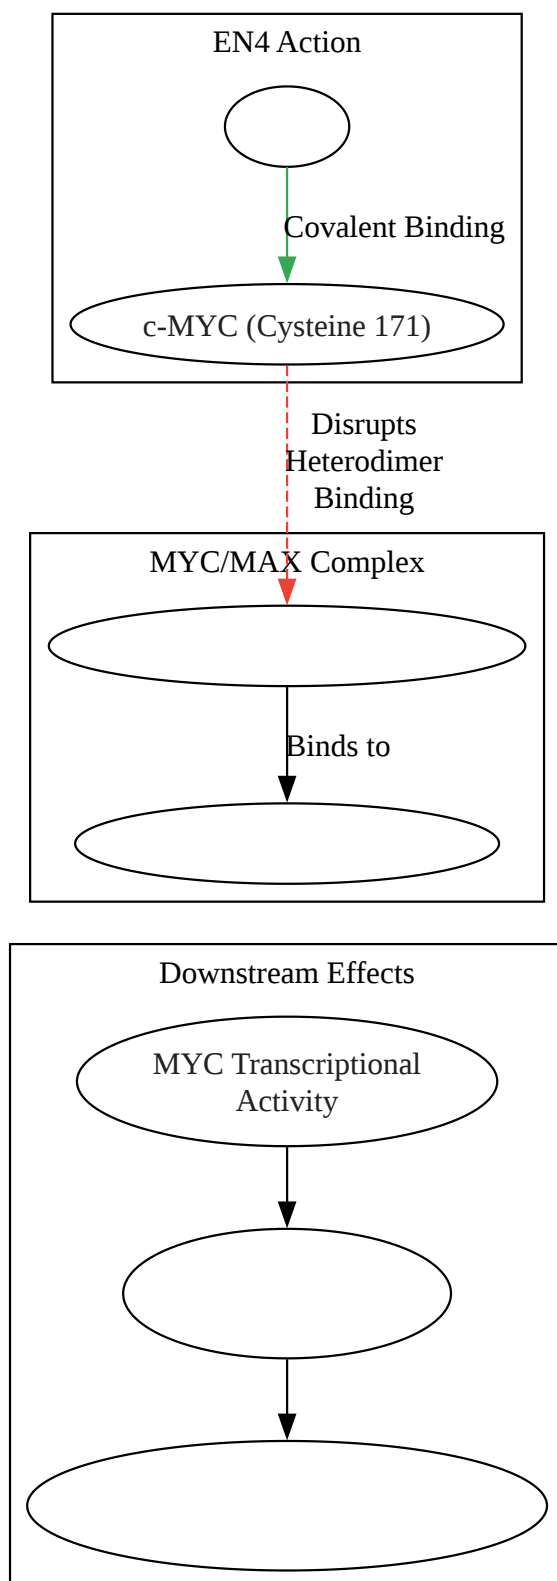 EN4 Action
Covalent Binding
c-MYC (Cysteine 171)
Disrupts
Heterodimer
Binding
MYC/MAX Complex
Binds to
Downstream Effects
MYC Transcriptional
Activity